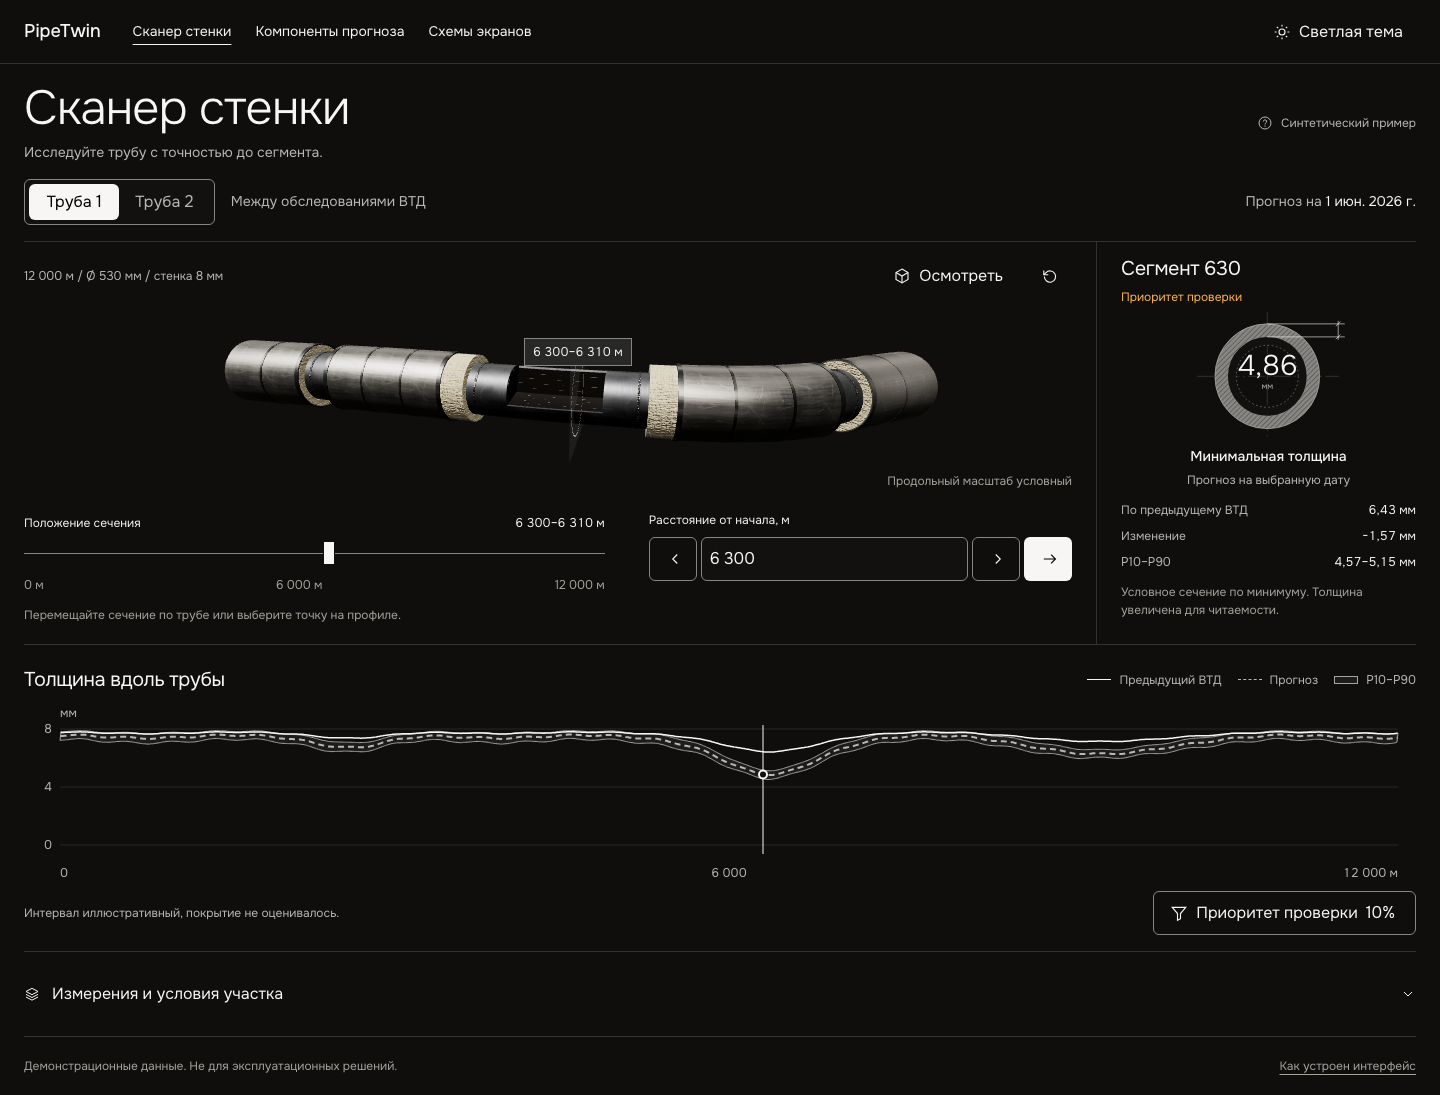 PipeTwin
Сканер стенки
Компоненты прогноза
Схемы экранов
Светлая тема
Сканер стенки
Исследуйте трубу с точностью до сегмента.
Синтетический пример
Труба 1
Труба 2
Между обследованиями ВТД
Прогноз на 1 июн. 2026 г.
12 000 м / Ø 530 мм / стенка 8 мм
Осмотреть
6 300–6 310 м
Продольный масштаб условный
Положение сечения
6 300–6 310 м
0 м
6 000 м
12 000 м
Перемещайте сечение по трубе или выберите точку на профиле.
Расстояние от начала, м
6 300
Сегмент 630
Приоритет проверки
4,86
мм
Минимальная толщина
Прогноз на выбранную дату
По предыдущему ВТД
6,43 мм
Изменение
−1,57 мм
P10–P90
4,57–5,15 мм
Условное сечение по минимуму. Толщина
увеличена для читаемости.
Толщина вдоль трубы
Предыдущий ВТД
Прогноз
P10–P90
мм
8
4
0
0
6 000
12 000 м
Интервал иллюстративный, покрытие не оценивалось.
Приоритет проверки 10%
Измерения и условия участка
Демонстрационные данные. Не для эксплуатационных решений.
Как устроен интерфейс